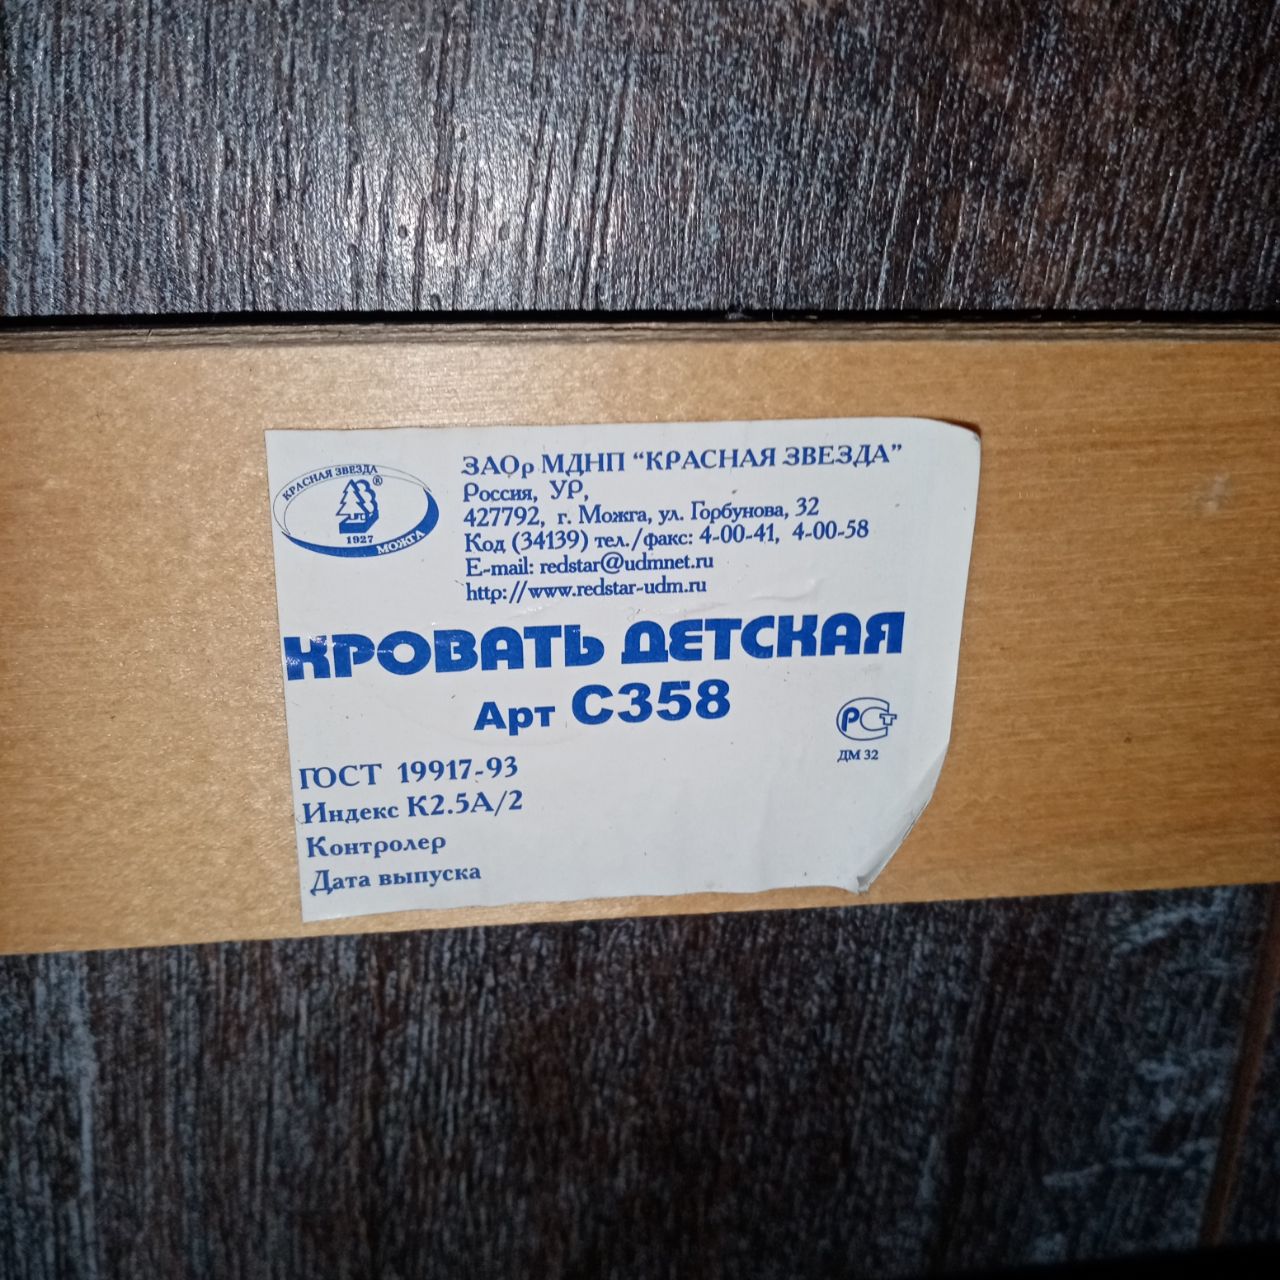 КРАСНАЯ ЗВЕЗДА
®
1927
МОЖГА
ЗАОр МДНП “КРАСНАЯ ЗВЕЗДА”
Россия, УР,
427792, г. Можга, ул. Горбунова, 32
Код (34139) тел./факс: 4-00-41, 4-00-58
E-mail: redstar@udmnet.ru
http://www.redstar-udm.ru
КРОВАТЬ ДЕТСКАЯ
Арт С358
РСТ
ДМ 32
ГОСТ 19917-93
Индекс К2.5А/2
Контролер
Дата выпуска